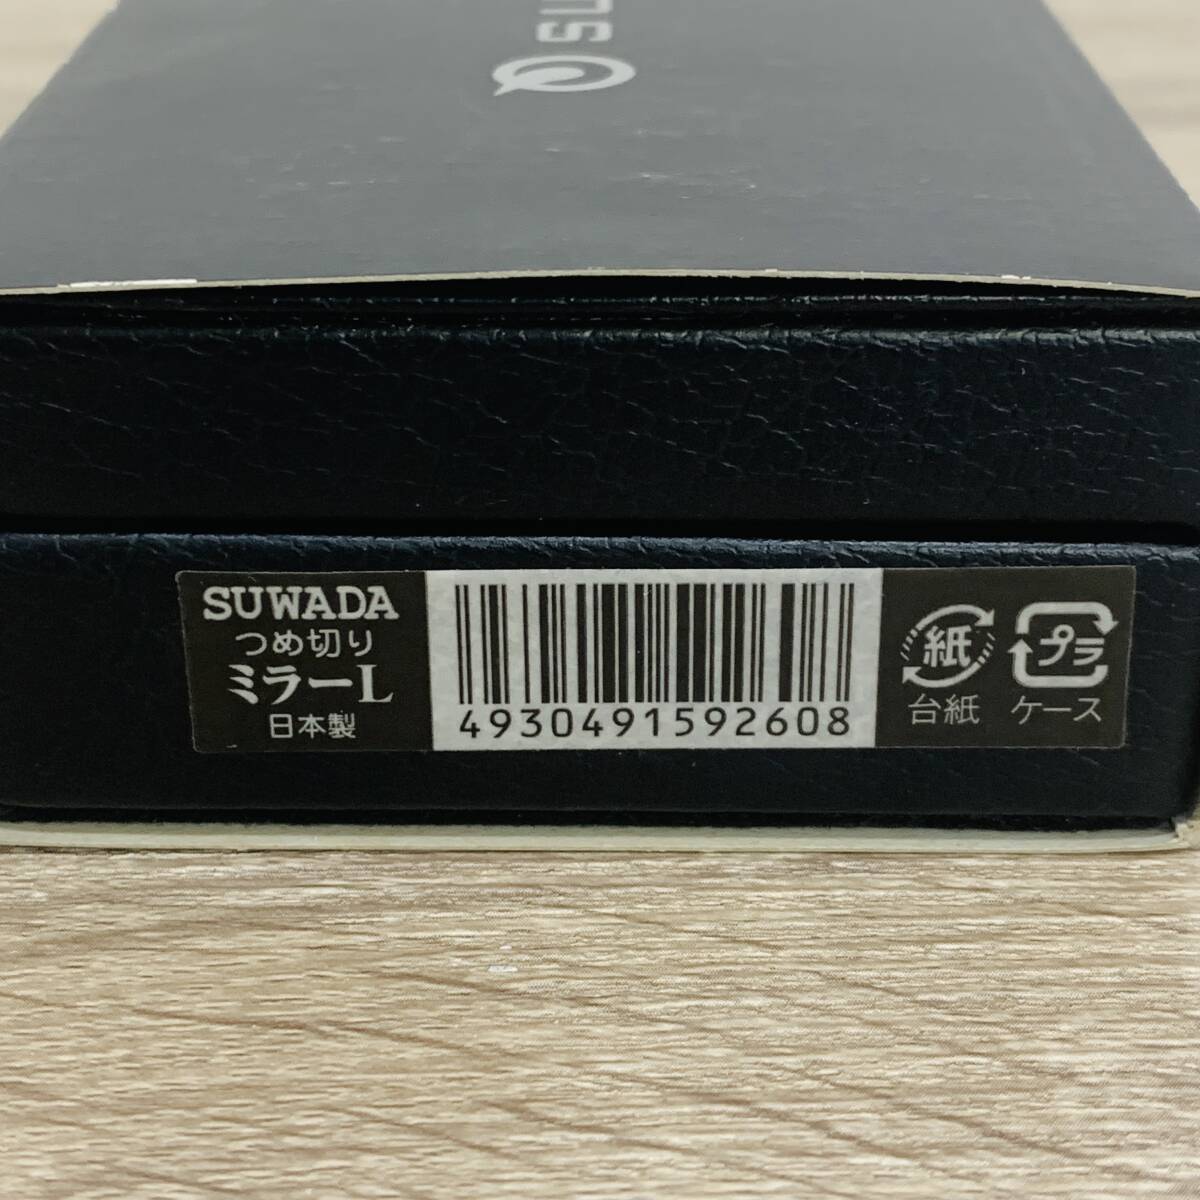 SUWADA
つめ切り
ミラーL
日本製
4930491592608
紙
台紙
プラ
ケース